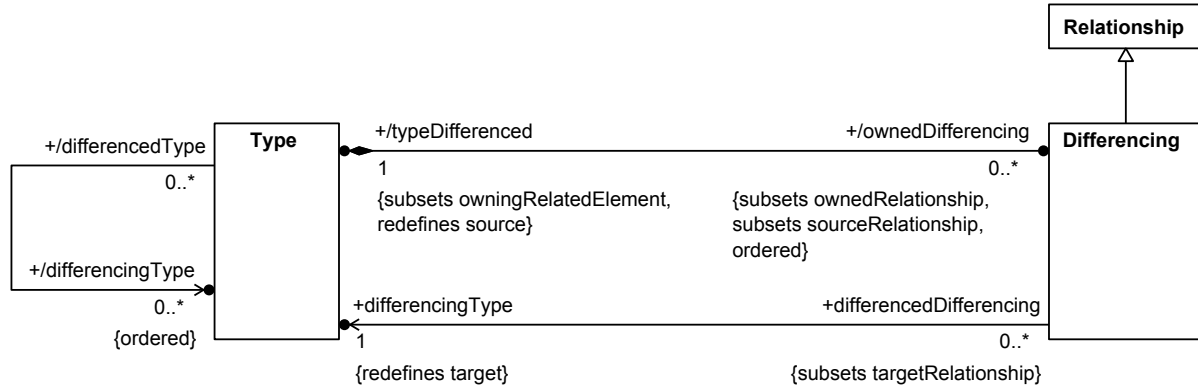 Relationship
+/differencedType
Type
+/typeDifferenced
+/ownedDifferencing
Differencing
0..*
1
0..*
{subsets owningRelatedElement,
redefines source}
{subsets ownedRelationship,
subsets sourceRelationship,
ordered}
+/differencingType
0..*
{ordered}
+differencingType
+differencedDifferencing
1
0..*
{redefines target}
{subsets targetRelationship}